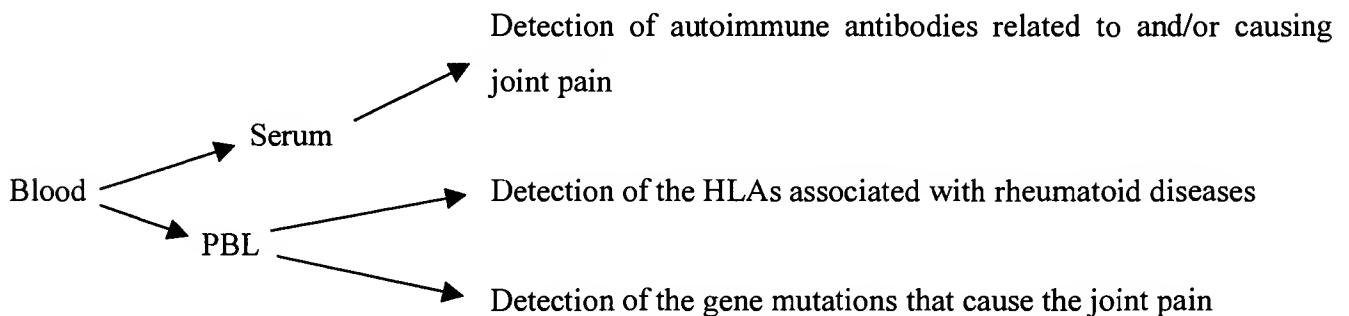 Detection of autoimmune antibodies related to and/or causing
joint pain
Serum
Blood
Detection of the HLAs associated with rheumatoid diseases
PBL
Detection of the gene mutations that cause the joint pain